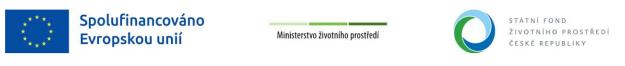 Spolufinancováno
Evropskou unií
Ministerstvo životního prostředí
STÁTNÍ FOND
ŽIVOTNÍHO PROSTŘEDÍ
ČESKÉ REPUBLIKY